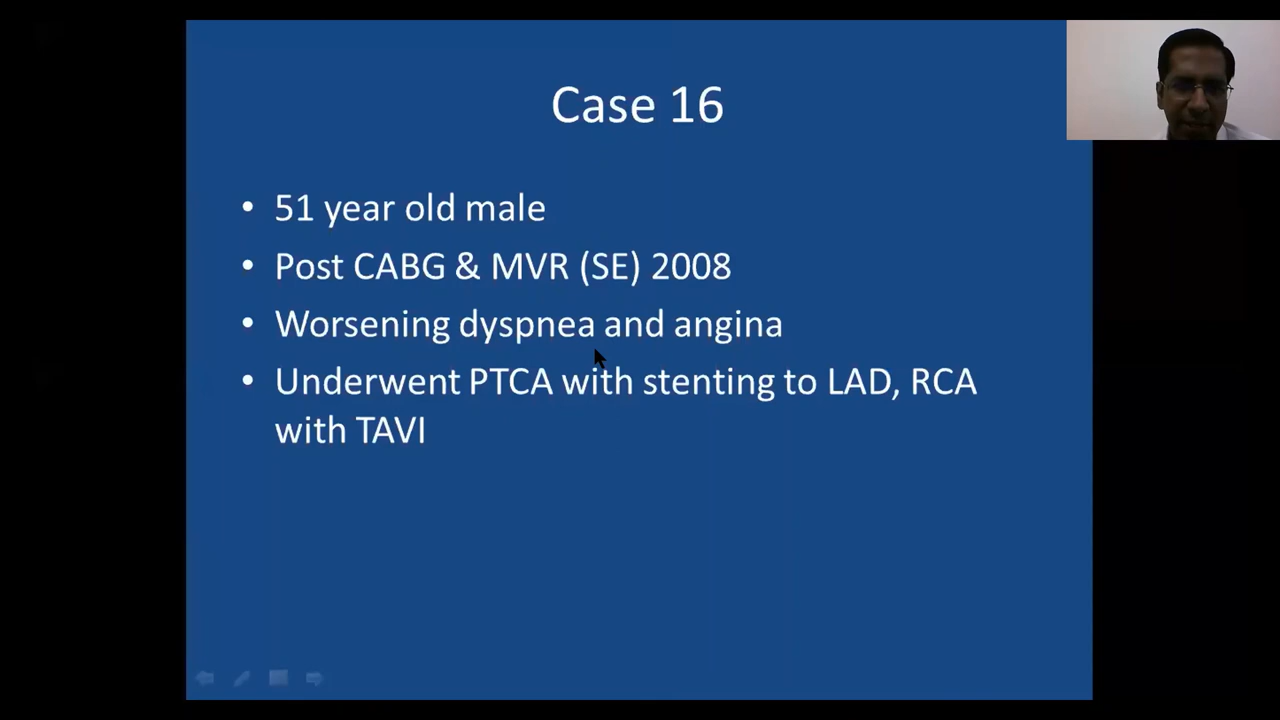 Case 16
• 51 year old male
• Post CABG & MVR (SE) 2008
• Worsening dyspnea and angina
• Underwent PTCA with stenting to LAD, RCA
with TAVI